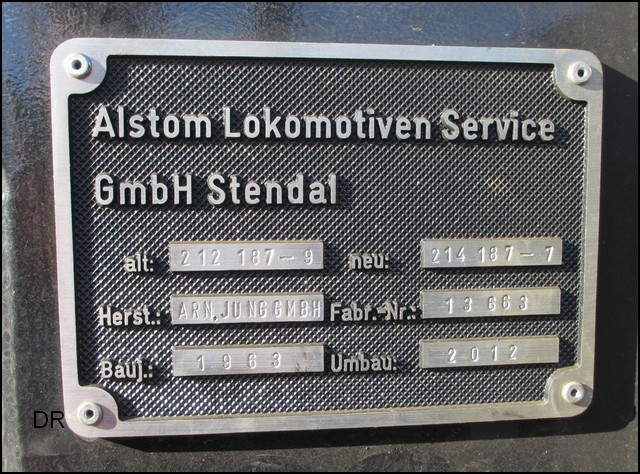 Alstom Lokomotiven Service
GmbH Stendal
alt: 212 187-9 neu: 214 187-7
Herst.: ARN.JUNG GMBH Fabr.-Nr.: 13 663
Bauj.: 1963 Umbau: 2012
DR